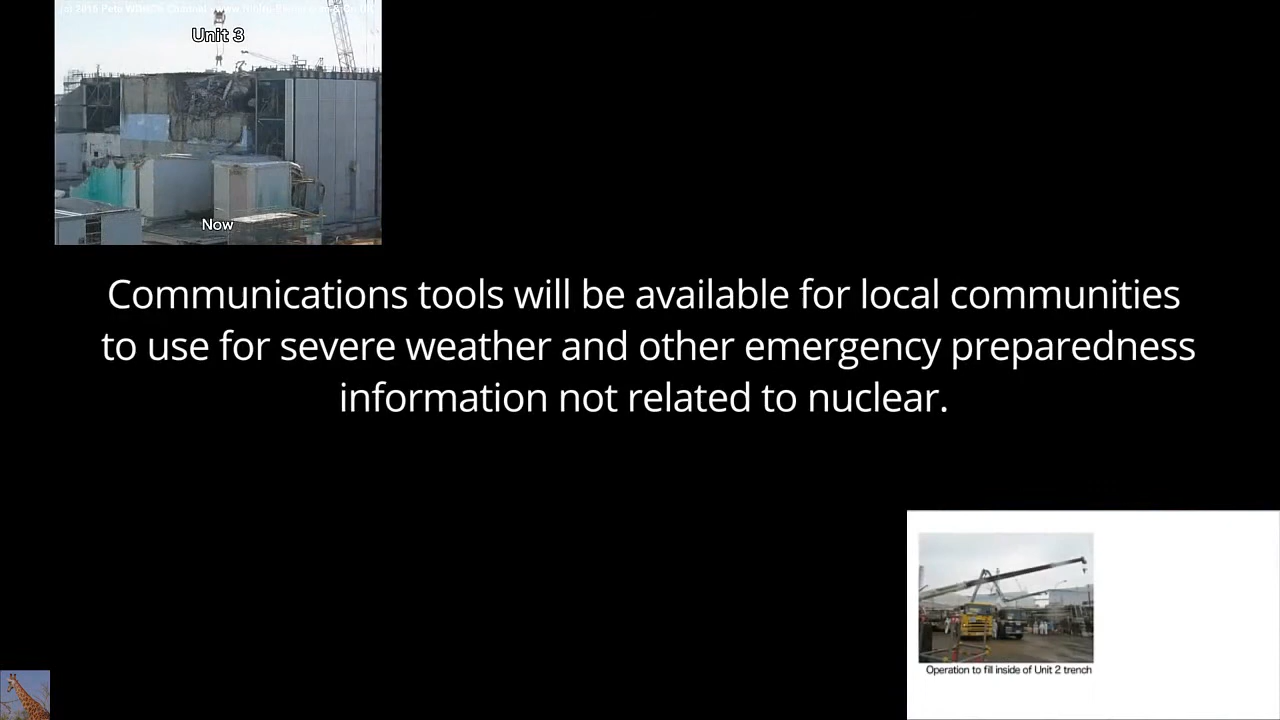 Unit 3
Now
Communications tools will be available for local communities
to use for severe weather and other emergency preparedness
information not related to nuclear.
Operation to fill inside of Unit 2 trench